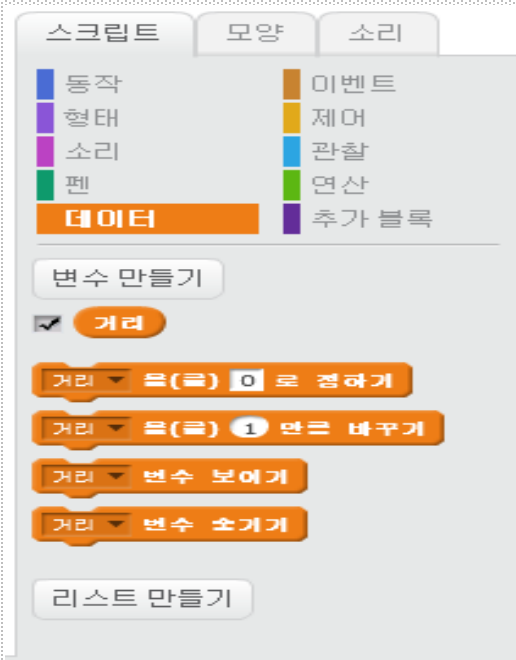 스크립트 모양 소리
동작 이벤트
형태 제어
소리 관찰
펜 연산
데이터 추가 블록
변수 만들기
거리
거리 을(를) 0 로 정하기
거리 을(를) 1 만큼 바꾸기
거리 변수 보이기
거리 변수 숨기기
리스트 만들기